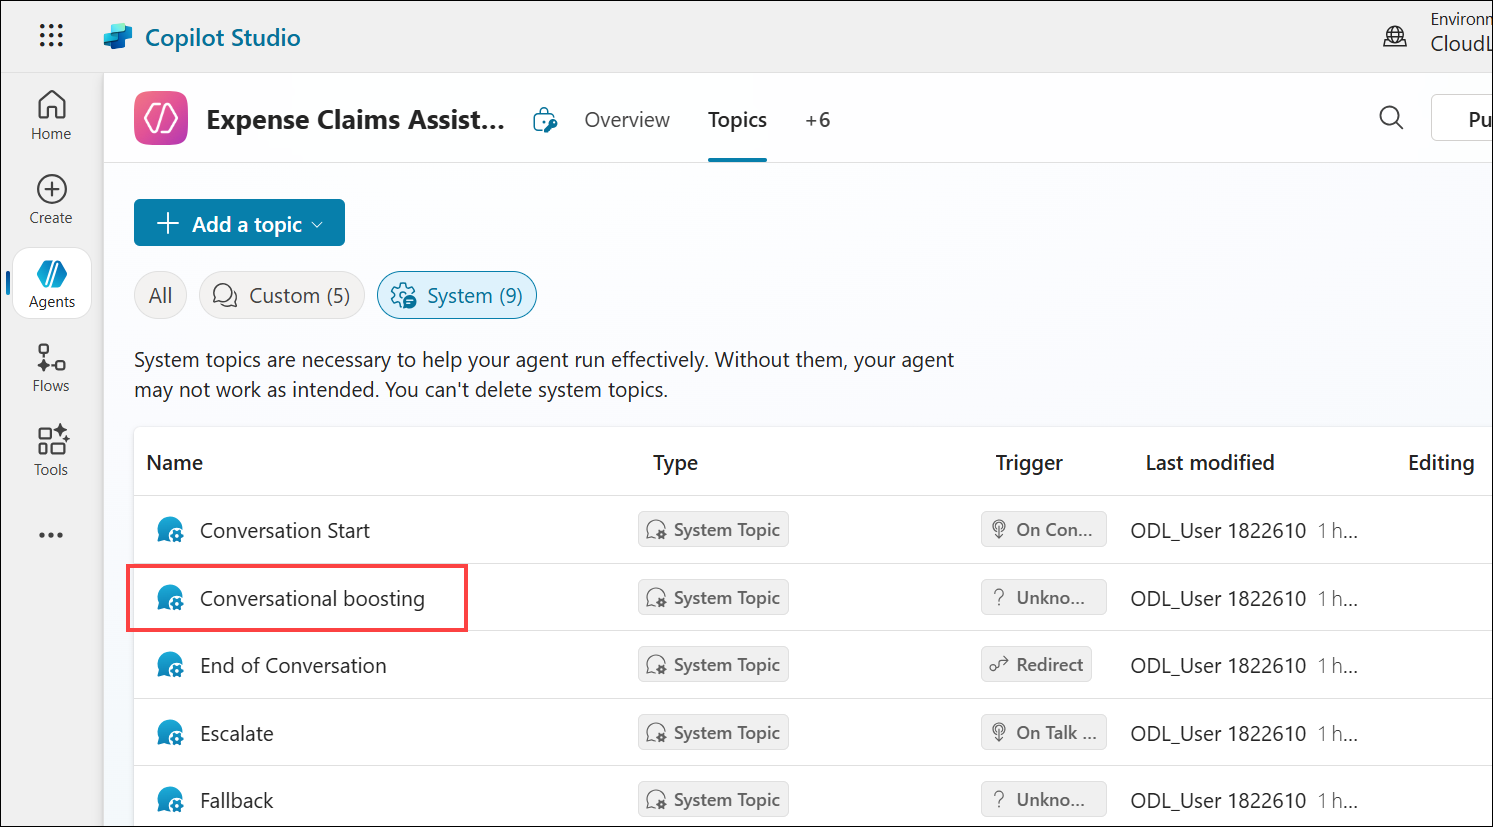 Copilot Studio
Environm
CloudL
Home
Create
Agents
Flows
Tools
Expense Claims Assist...
Overview
Topics
+6
Pu
Add a topic
All
Custom (5)
System (9)
System topics are necessary to help your agent run effectively. Without them, your agent
may not work as intended. You can't delete system topics.
Name Type Trigger Last modified Editing
Conversation Start System Topic On Con... ODL_User 1822610 1 h...
Conversational boosting System Topic ? Unkno... ODL_User 1822610 1 h...
End of Conversation System Topic Redirect ODL_User 1822610 1 h...
Escalate System Topic On Talk ... ODL_User 1822610 1 h...
Fallback System Topic ? Unkno... ODL_User 1822610 1 h...